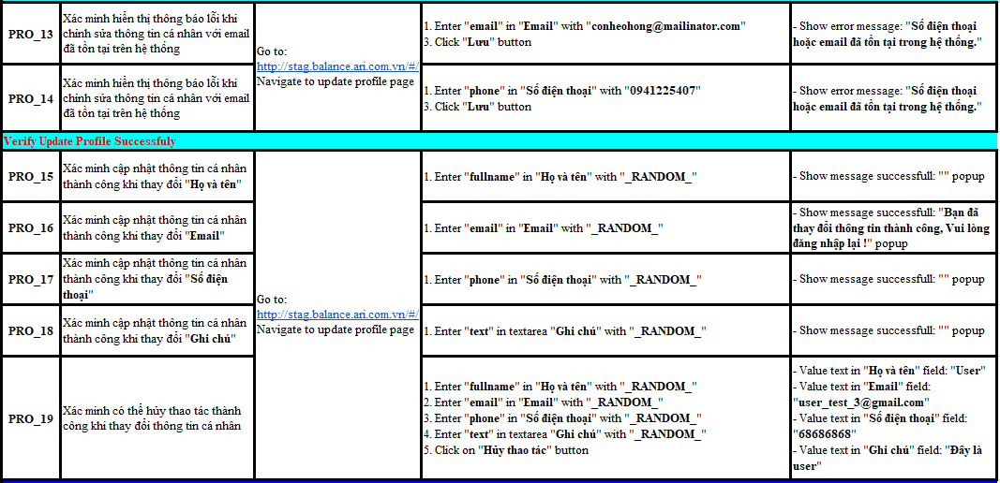 PRO_13
Xác minh hiển thị thông báo lỗi khi
chỉnh sửa thông tin cá nhân với email
đã tồn tại trên hệ thống
Go to:
http://stag.balance.ari.com.vn/#/
Navigate to update profile page
1. Enter "email" in "Email" with "conheohong@mailinator.com"
3. Click "Lưu" button
- Show error message: "Số điện thoại
hoặc email đã tồn tại trong hệ thống."
PRO_14
Xác minh hiển thị thông báo lỗi khi
chỉnh sửa thông tin cá nhân với email
đã tồn tại trên hệ thống
1. Enter "phone" in "Số điện thoại" with "0941225407"
3. Click "Lưu" button
- Show error message: "Số điện thoại
hoặc email đã tồn tại trong hệ thống."
Verify Update Profile Successfuly
PRO_15
Xác minh cập nhật thông tin cá nhân
thành công khi thay đổi "Họ và tên"
1. Enter "fullname" in "Họ và tên" with "_RANDOM_"
- Show message successfull: "" popup
PRO_16
Xác minh cập nhật thông tin cá nhân
thành công khi thay đổi "Email"
1. Enter "email" in "Email" with "_RANDOM_"
- Show message successfull: "Bạn đã
thay đổi thông tin thành công, Vui lòng
đăng nhập lại !" popup
PRO_17
Xác minh cập nhật thông tin cá nhân
thành công khi thay đổi "Số điện
thoại"
1. Enter "phone" in "Số điện thoại" with "_RANDOM_"
- Show message successfull: "" popup
Go to:
http://stag.balance.ari.com.vn/#/
Navigate to update profile page
PRO_18
Xác minh cập nhật thông tin cá nhân
thành công khi thay đổi "Ghi chú"
1. Enter "text" in textarea "Ghi chú" with "_RANDOM_"
- Show message successfull: "" popup
PRO_19
Xác minh có thể hủy thao tác thành
công khi thay đổi thông tin cá nhân
1. Enter "fullname" in "Họ và tên" with "_RANDOM_"
2. Enter "email" in "Email" with "_RANDOM_"
3. Enter "phone" in "Số điện thoại" with "_RANDOM_"
4. Enter "text" in textarea "Ghi chú" with "_RANDOM_"
5. Click on "Hủy thao tác" button
- Value text in "Họ và tên" field: "User"
- Value text in "Email" field:
"user_test_3@gmail.com"
- Value text in "Số điện thoại" field:
"68686868"
- Value text in "Ghi chú" field: "Đây là
user"